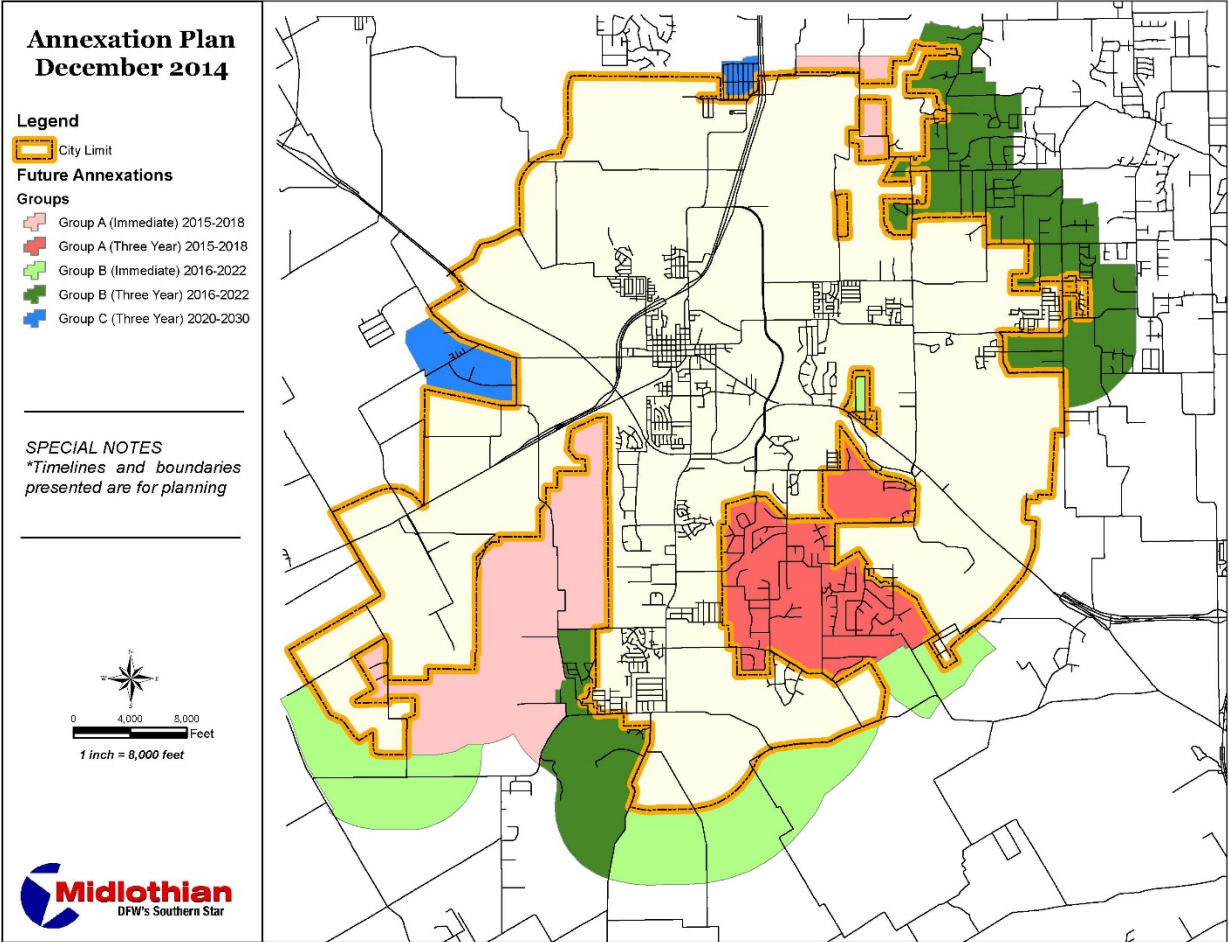 Annexation Plan
December 2014
Legend
City Limit
Future Annexations
Groups
Group A (Immediate) 2015-2018
Group A (Three Year) 2015-2018
Group B (Immediate) 2016-2022
Group B (Three Year) 2016-2022
Group C (Three Year) 2020-2030
SPECIAL NOTES
*Timelines and boundaries
presented are for planning
N
W E
S
0 4,000 8,000
Feet
1 inch = 8,000 feet
Midlothian
DFW's Southern Star